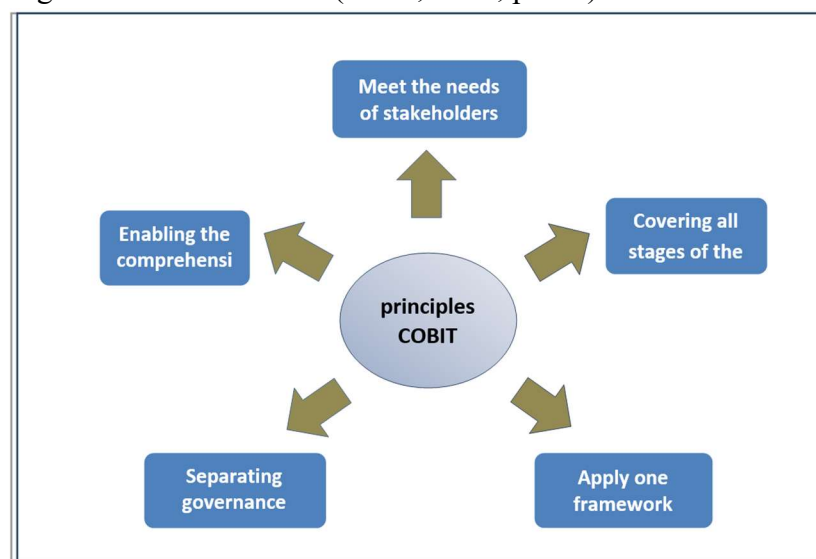 Meet the needs
of stakeholders
Enabling the
comprehensi
Covering all
stages of the
principles
COBIT
Separating
governance
Apply one
framework